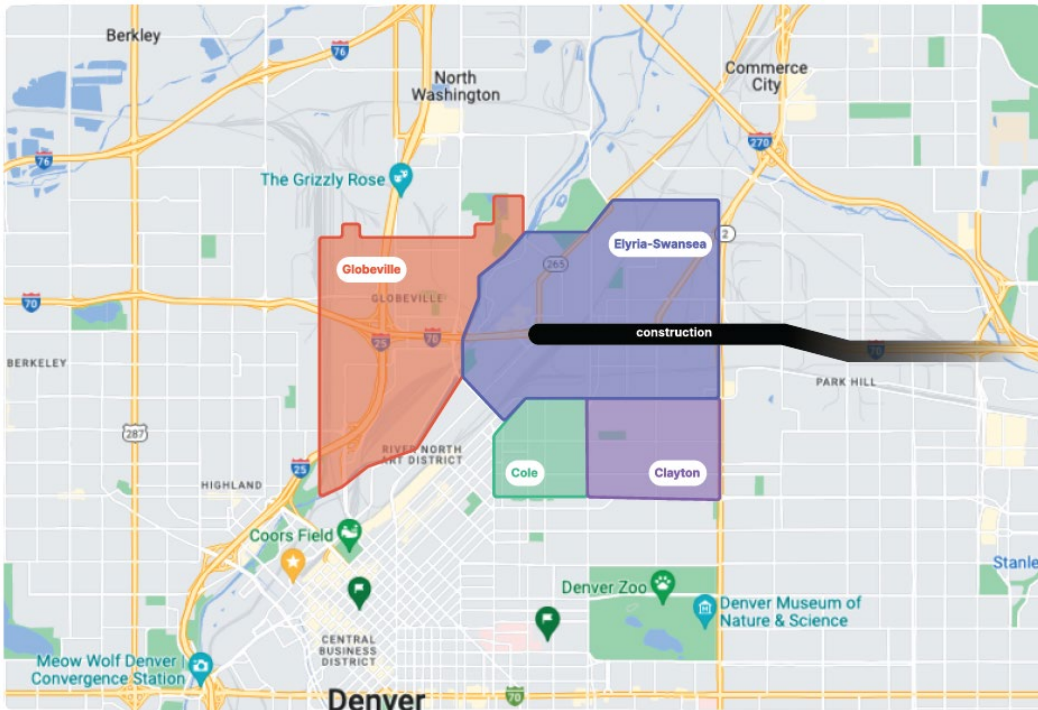 Berkley
76
North
Washington
Commerce
City
270
76
The Grizzly Rose
2
Elyria-Swansea
Globeville
265
GLOBEVILLE
70
25
70
construction
70
BERKELEY
PARK HILL
287
RIVER NORTH
ART DISTRICT
25
Cole
Clayton
HIGHLAND
Coors Field
Stanle
Denver Zoo
Denver Museum of
Nature & Science
CENTRAL
BUSINESS
DISTRICT
Meow Wolf Denver |
Convergence Station
70
Denver